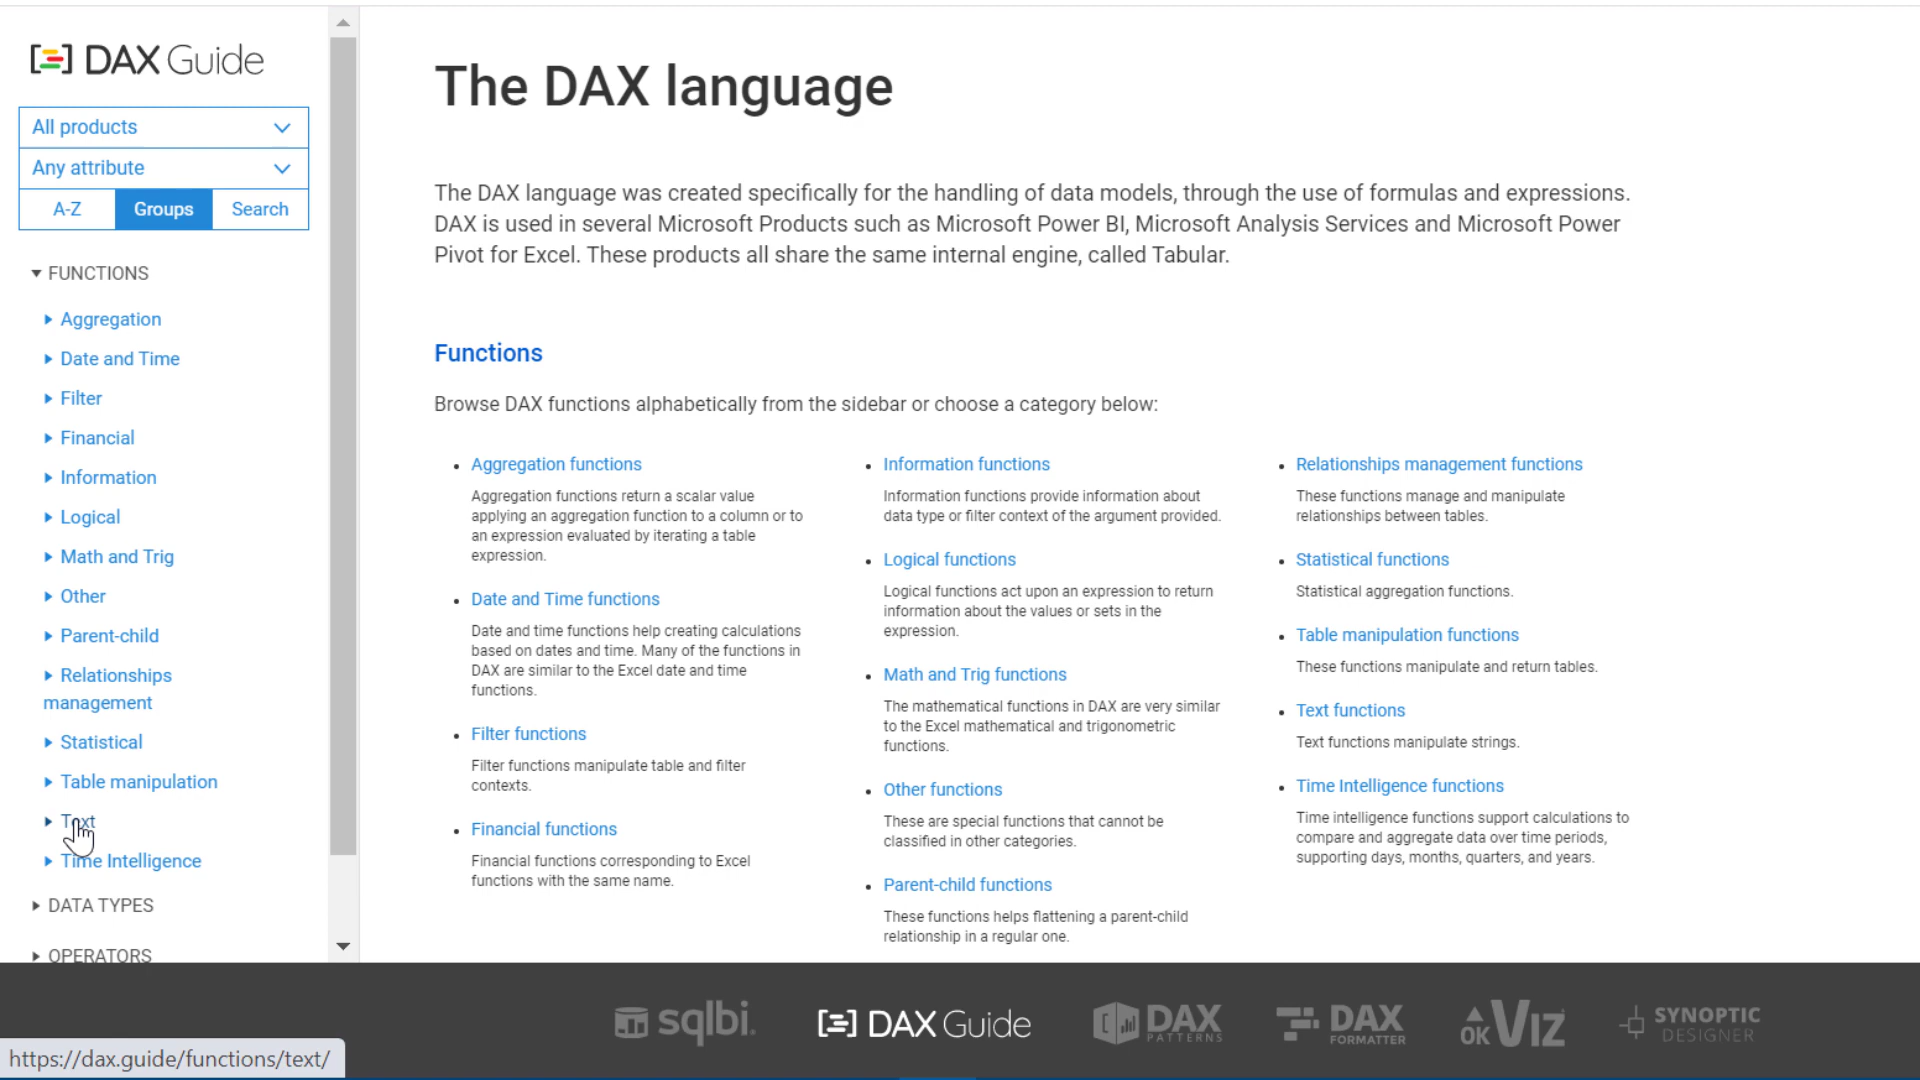 DAX Guide
All products
Any attribute
A-Z
Groups
Search
FUNCTIONS
Aggregation
Date and Time
Filter
Financial
Information
Logical
Math and Trig
Other
Parent-child
Relationships
management
Statistical
Table manipulation
Text
Time Intelligence
DATA TYPES
OPERATORS
The DAX language
The DAX language was created specifically for the handling of data models, through the use of formulas and expressions.
DAX is used in several Microsoft Products such as Microsoft Power BI, Microsoft Analysis Services and Microsoft Power
Pivot for Excel. These products all share the same internal engine, called Tabular.
Functions
Browse DAX functions alphabetically from the sidebar or choose a category below:
Aggregation functions
Aggregation functions return a scalar value
applying an aggregation function to a column or to
an expression evaluated by iterating a table
expression.
Date and Time functions
Date and time functions help creating calculations
based on dates and time. Many of the functions in
DAX are similar to the Excel date and time
functions.
Filter functions
Filter functions manipulate table and filter
contexts.
Financial functions
Financial functions corresponding to Excel
functions with the same name.
Information functions
Information functions provide information about
data type or filter context of the argument provided.
Logical functions
Logical functions act upon an expression to return
information about the values or sets in the
expression.
Math and Trig functions
The mathematical functions in DAX are very similar
to the Excel mathematical and trigonometric
functions.
Other functions
These are special functions that cannot be
classified in other categories.
Parent-child functions
These functions helps flattening a parent-child
relationship in a regular one.
Relationships management functions
These functions manage and manipulate
relationships between tables.
Statistical functions
Statistical aggregation functions.
Table manipulation functions
These functions manipulate and return tables.
Text functions
Text functions manipulate strings.
Time Intelligence functions
Time intelligence functions support calculations to
compare and aggregate data over time periods,
supporting days, months, quarters, and years.
sqlbi.
DAX Guide
DAX
PATTERNS
DAX
FORMATTER
OK VIZ
SYNOPTIC
DESIGNER
https://dax.guide/functions/text/